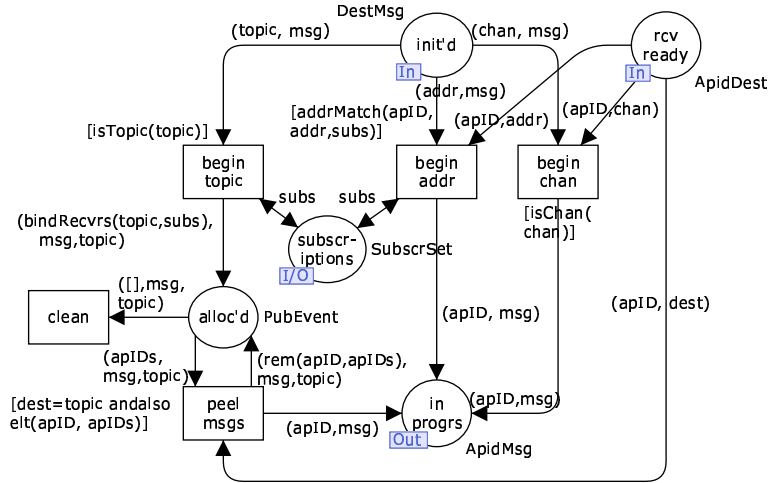 DestMsg
(topic, msg)
init'd
(chan, msg)
rcv
ready
In
In
ApidDest
(addr,msg)
[addrMatch(apID,
addr,subs)]
(apID,addr)
(apID,chan)
[isTopic(topic)]
begin
topic
begin
addr
begin
chan
subs
subs
[isChan(
chan)]
(bindRecvrs(topic,subs),
msg,topic)
subscr-
iptions
SubscrSet
I/O
([],msg,
topic)
clean
alloc'd
PubEvent
(apID, msg)
(apID, dest)
(apIDs,
msg,topic)
(rem(apID,apIDs),
msg,topic)
[dest=topic andalso
elt(apID, apIDs)]
peel
msgs
(apID,msg)
in
progrs
(apID,msg)
Out
ApidMsg